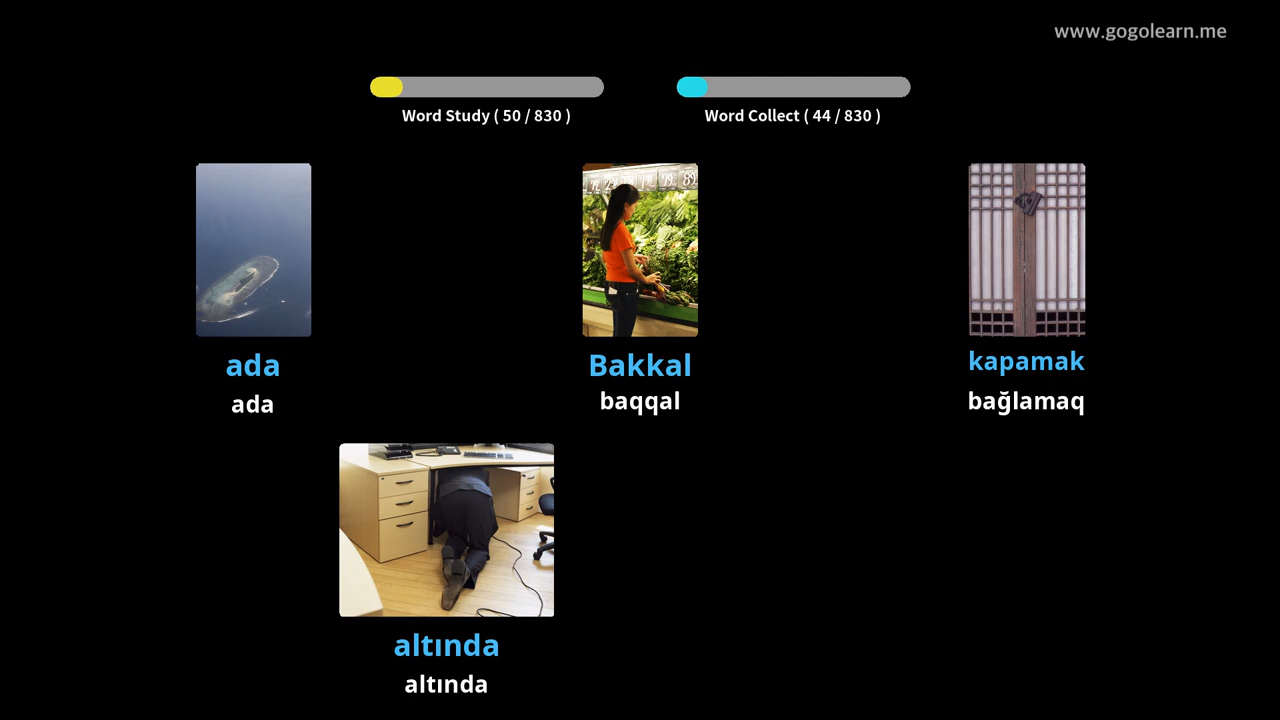 www.gogolearn.me
Word Study ( 50 / 830 )
Word Collect ( 44 / 830 )
ada
ada
Bakkal
baqqal
kapamak
bağlamaq
altında
altında